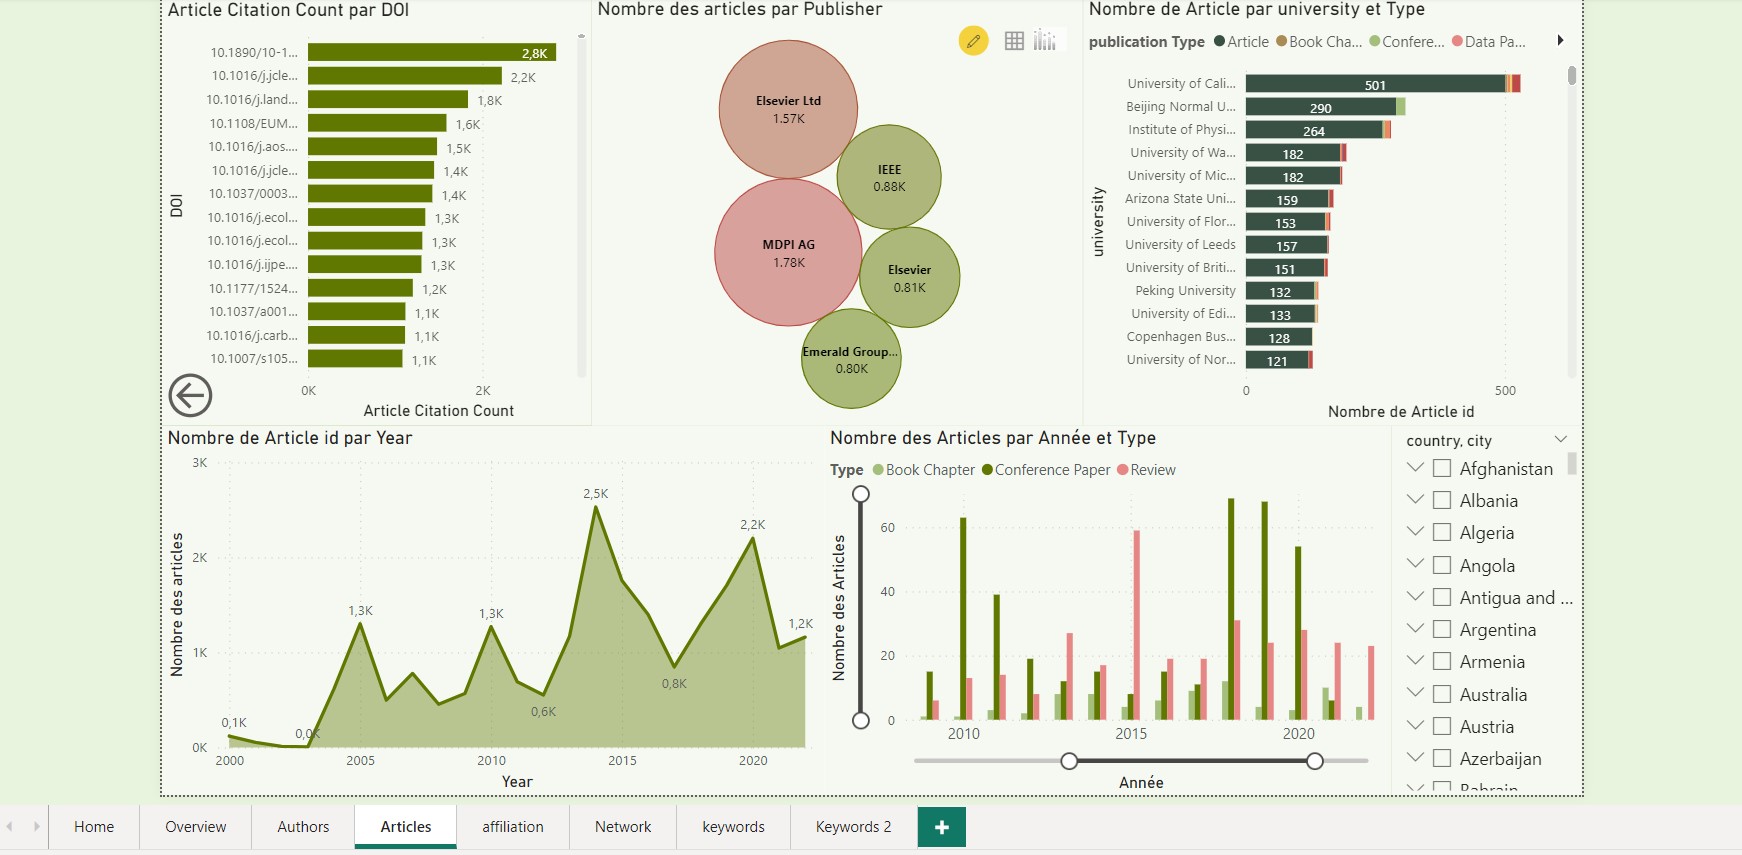 Article Citation Count par DOI
DOI
10.1890/10-1...
2,8K
10.1016/j.jcle...
2,2K
10.1016/j.land...
1,8K
10.1108/EUM...
1,6K
10.1016/j.aos....
1,5K
10.1016/j.jcle...
1,4K
10.1037/0003...
1,4K
10.1016/j.ecol...
1,3K
10.1016/j.ecol...
1,3K
10.1016/j.ijpe....
1,3K
10.1177/1524...
1,2K
10.1037/a001...
1,1K
10.1016/j.carb...
1,1K
10.1007/s105...
1,1K
0K
2K
Article Citation Count
Nombre des articles par Publisher
Elsevier Ltd
1.57K
IEEE
0.88K
MDPI AG
1.78K
Elsevier
0.81K
Emerald Group...
0.80K
Nombre de Article par university et Type
publication Type Article Book Cha... Confere... Data Pa...
university
University of Cali...
501
Beijing Normal U...
290
Institute of Physi...
264
University of Wa...
182
University of Mic...
182
Arizona State Uni...
159
University of Flor...
153
University of Leeds
157
University of Briti...
151
Peking University
132
University of Edi...
133
Copenhagen Bus...
128
University of Nor...
121
0
500
Nombre de Article id
Nombre de Article id par Year
Nombre des articles
3K
2K
1K
0K
0,1K
0,0K
1,3K
1,3K
0,6K
2,5K
0,8K
2,2K
1,2K
2000
2005
2010
2015
2020
Year
Nombre des Articles par Année et Type
Type Book Chapter Conference Paper Review
Nombre des Articles
60
40
20
0
2010
2015
2020
Année
country, city
Afghanistan
Albania
Algeria
Angola
Antigua and ...
Argentina
Armenia
Australia
Austria
Azerbaijan
Bahrain
Home
Overview
Authors
Articles
affiliation
Network
keywords
Keywords 2
+